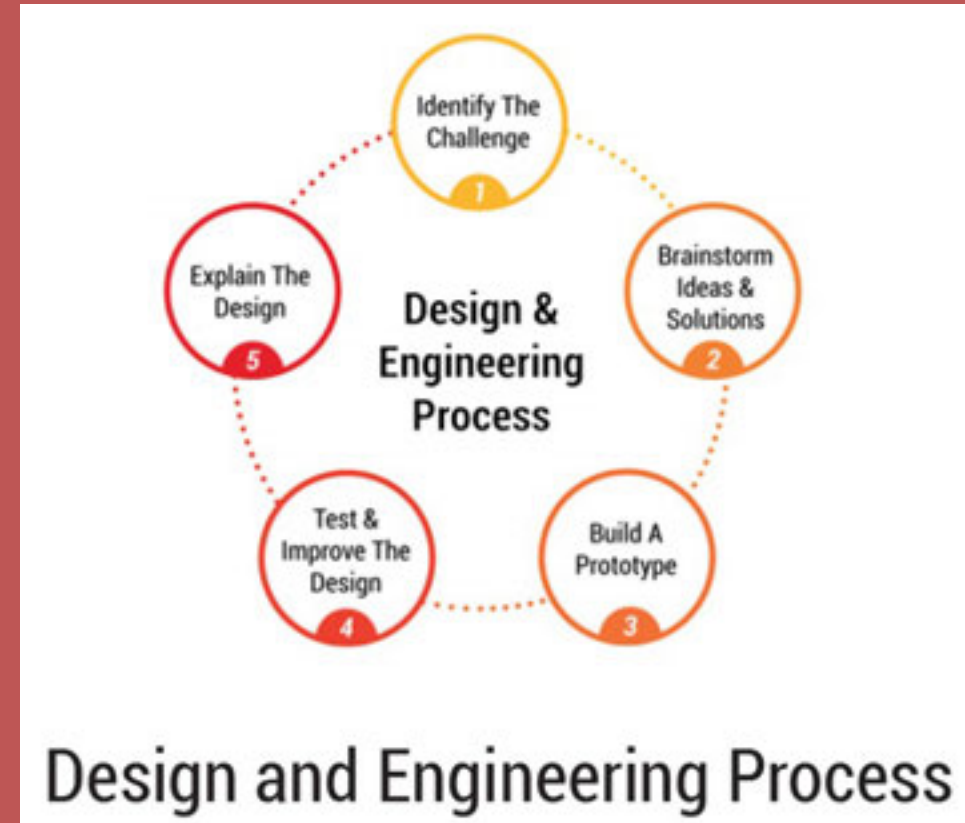 Identify The
Challenge
1
Brainstorm
Ideas &
Solutions
2
Build A
Prototype
3
Test &
Improve The
Design
4
Explain The
Design
5
Design &
Engineering
Process
Design and Engineering Process